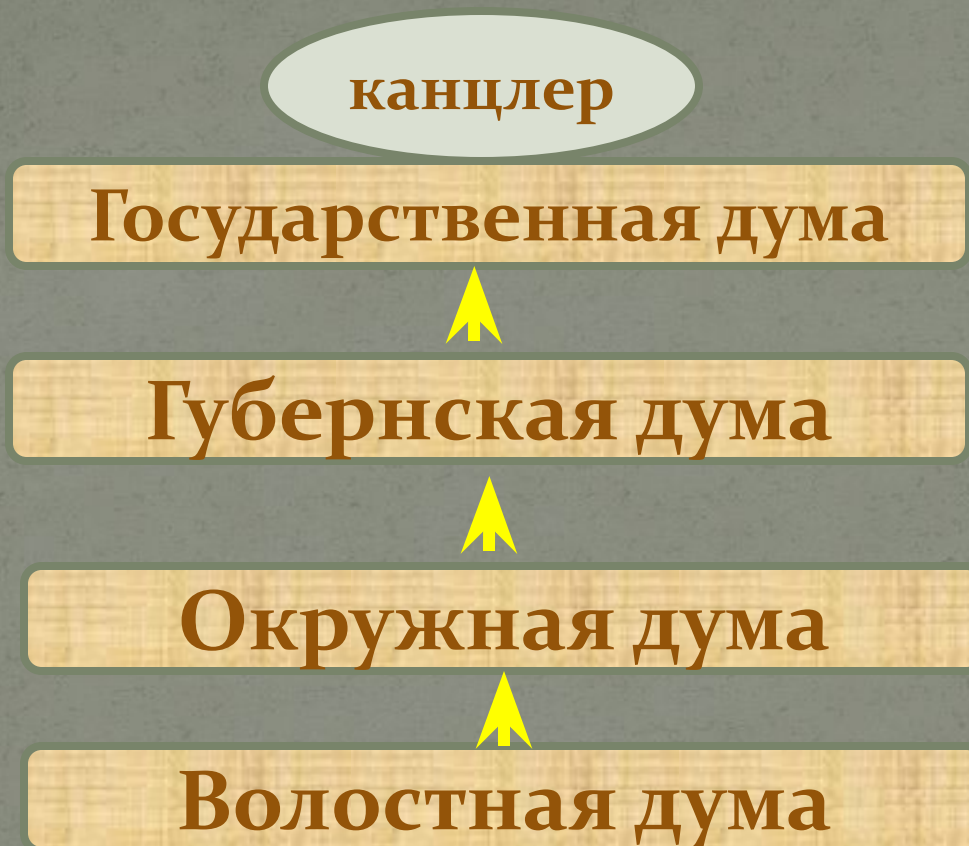 канцлер
Государственная дума
Губернская дума
Окружная дума
Волостная дума